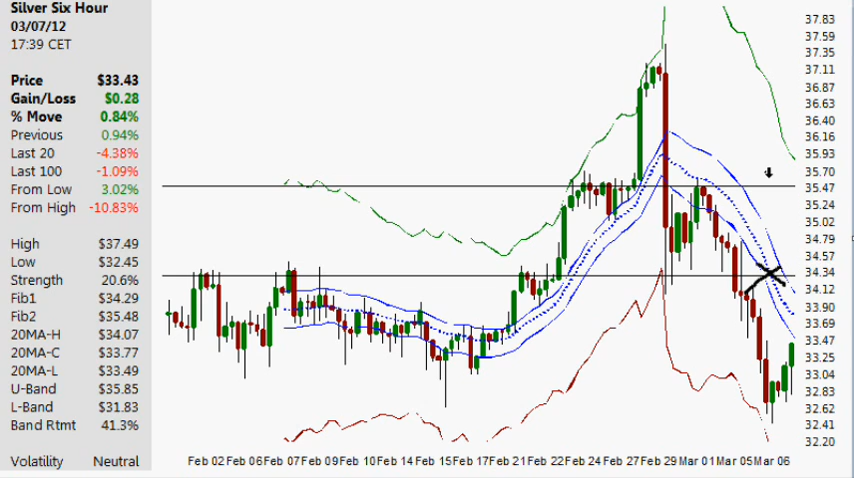 Silver Six Hour
03/07/12
17:39 CET
Price $33.43
Gain/Loss $0.28
% Move 0.84%
Previous 0.94%
Last 20 -4.38%
Last 100 -1.09%
From Low 3.02%
From High -10.83%
High $37.49
Low $32.45
Strength 20.6%
Fib1 $34.29
Fib2 $35.48
20MA-H $34.07
20MA-C $33.77
20MA-L $33.49
U-Band $35.85
L-Band $31.83
Band Rtmt 41.3%
Volatility Neutral
37.83
37.59
37.35
37.11
36.87
36.63
36.40
36.16
35.93
35.70
35.47
35.24
35.02
34.79
34.57
34.34
34.12
33.90
33.69
33.47
33.25
33.04
32.83
32.62
32.41
32.20
Feb 02 Feb 06 Feb 07 Feb 09 Feb 10 Feb 14 Feb 15 Feb 17 Feb 21 Feb 22 Feb 24 Feb 27 Feb 29 Mar 01 Mar 05 Mar 06